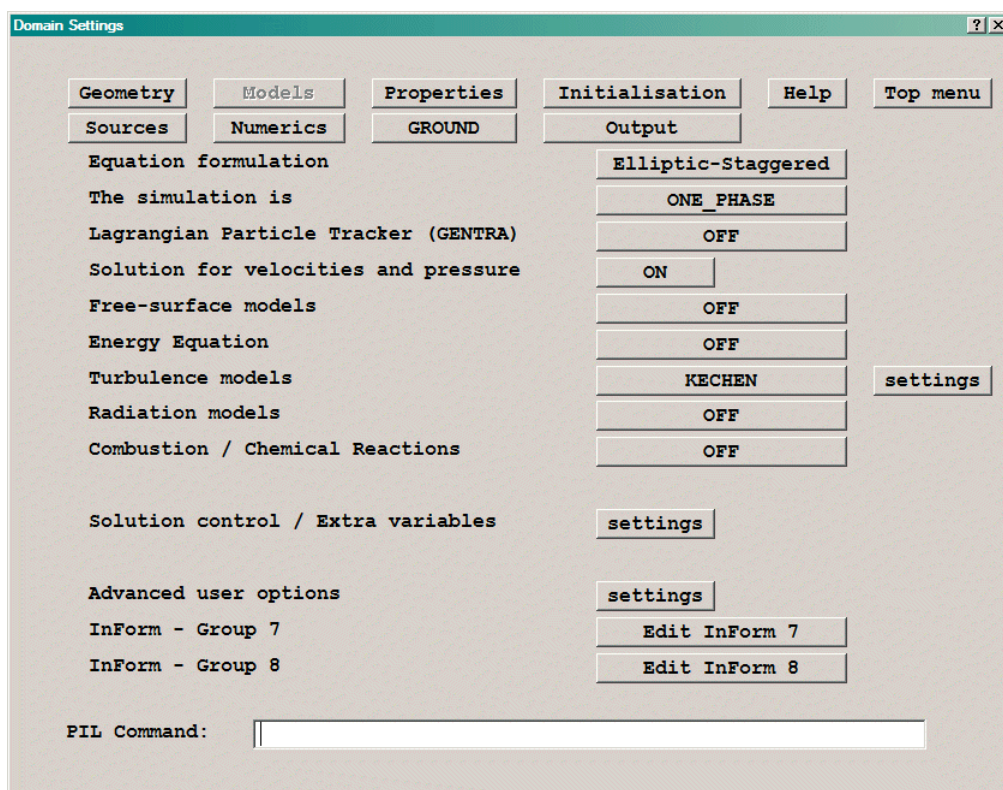 Domain Settings
Geometry Models Properties Initialisation Help Top menu
Sources Numerics GROUND Output
Equation formulation Elliptic-Staggered
The simulation is ONE_PHASE
Lagrangian Particle Tracker (GENTRA) OFF
Solution for velocities and pressure ON
Free-surface models OFF
Energy Equation OFF
Turbulence models KECHEN settings
Radiation models OFF
Combustion / Chemical Reactions OFF
Solution control / Extra variables settings
Advanced user options settings
InForm - Group 7 Edit InForm 7
InForm - Group 8 Edit InForm 8
PIL Command: